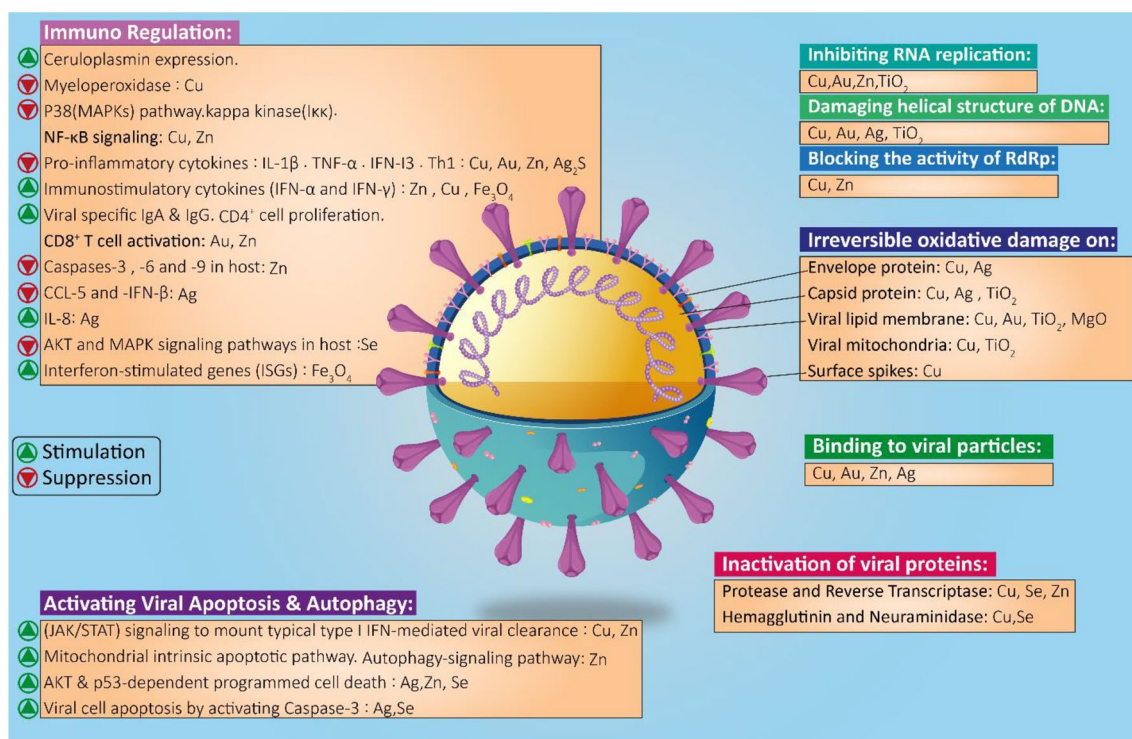 Immuno Regulation:
Ceruloplasmin expression.
Myeloperoxidase : Cu
P38(MAPKs) pathway.kappa kinase(Iκκ).
NF-κB signaling: Cu, Zn
Pro-inflammatory cytokines : IL-1β . TNF-α . IFN-I3 . Th1 : Cu, Au, Zn, Ag₂S
Immunostimulatory cytokines (IFN-α and IFN-γ) : Zn , Cu , Fe₃O₄
Viral specific IgA & IgG. CD4⁺ cell proliferation.
CD8⁺ T cell activation: Au, Zn
Caspases-3 , -6 and -9 in host: Zn
CCL-5 and -IFN-β: Ag
IL-8: Ag
AKT and MAPK signaling pathways in host :Se
Interferon-stimulated genes (ISGs) : Fe₃O₄
Stimulation
Suppression
Activating Viral Apoptosis & Autophagy:
(JAK/STAT) signaling to mount typical type I IFN-mediated viral clearance : Cu, Zn
Mitochondrial intrinsic apoptotic pathway. Autophagy-signaling pathway: Zn
AKT & p53-dependent programmed cell death : Ag,Zn, Se
Viral cell apoptosis by activating Caspase-3 : Ag,Se
Inhibiting RNA replication:
Cu,Au,Zn,TiO₂
Damaging helical structure of DNA:
Cu, Au, Ag, TiO₂
Blocking the activity of RdRp:
Cu, Zn
Irreversible oxidative damage on:
Envelope protein: Cu, Ag
Capsid protein: Cu, Ag , TiO₂
Viral lipid membrane: Cu, Au, TiO₂, MgO
Viral mitochondria: Cu, TiO₂
Surface spikes: Cu
Binding to viral particles:
Cu, Au, Zn, Ag
Inactivation of viral proteins:
Protease and Reverse Transcriptase: Cu, Se, Zn
Hemagglutinin and Neuraminidase: Cu,Se